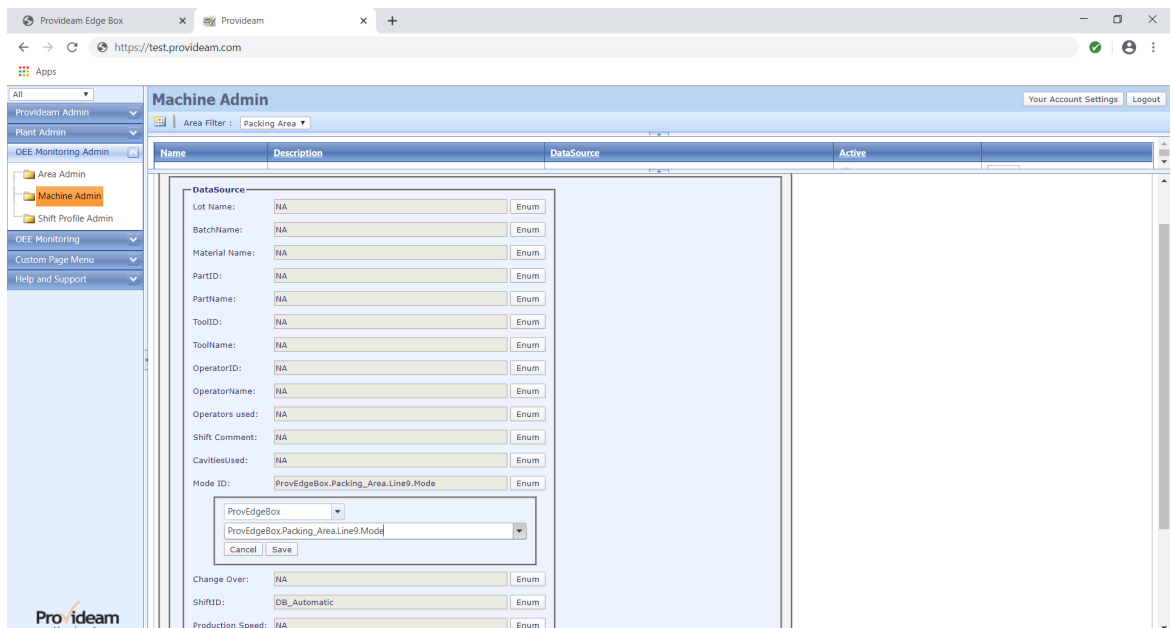 Provideam Edge Box
Provideam
https://test.provideam.com
Apps
All
Provideam Admin
Plant Admin
OEE Monitoring Admin
Area Admin
Machine Admin
Shift Profile Admin
OEE Monitoring
Custom Page Menu
Help and Support
Provideam
Machine Admin
Your Account Settings
Logout
Area Filter :
Packing Area
Name
Description
DataSource
Active
DataSource
Lot Name: NA Enum
BatchName: NA Enum
Material Name: NA Enum
PartID: NA Enum
PartName: NA Enum
ToolID: NA Enum
ToolName: NA Enum
OperatorID: NA Enum
OperatorName: NA Enum
Operators used: NA Enum
Shift Comment: NA Enum
CavitiesUsed: NA Enum
Mode ID: ProvEdgeBox.Packing_Area.Line9.Mode Enum
ProvEdgeBox
ProvEdgeBox.Packing_Area.Line9.Mode
Cancel Save
Change Over: NA Enum
ShiftID: DB_Automatic Enum
Production Speed: NA Enum